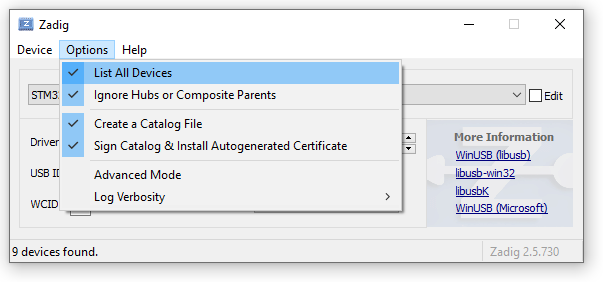 Zadig
Device Options Help
List All Devices
Ignore Hubs or Composite Parents
Create a Catalog File
Sign Catalog & Install Autogenerated Certificate
Advanced Mode
Log Verbosity
STM3
Edit
Driver
USB ID
WCID
More Information
WinUSB (libusb)
libusb-win32
libusbK
WinUSB (Microsoft)
9 devices found.
Zadig 2.5.730